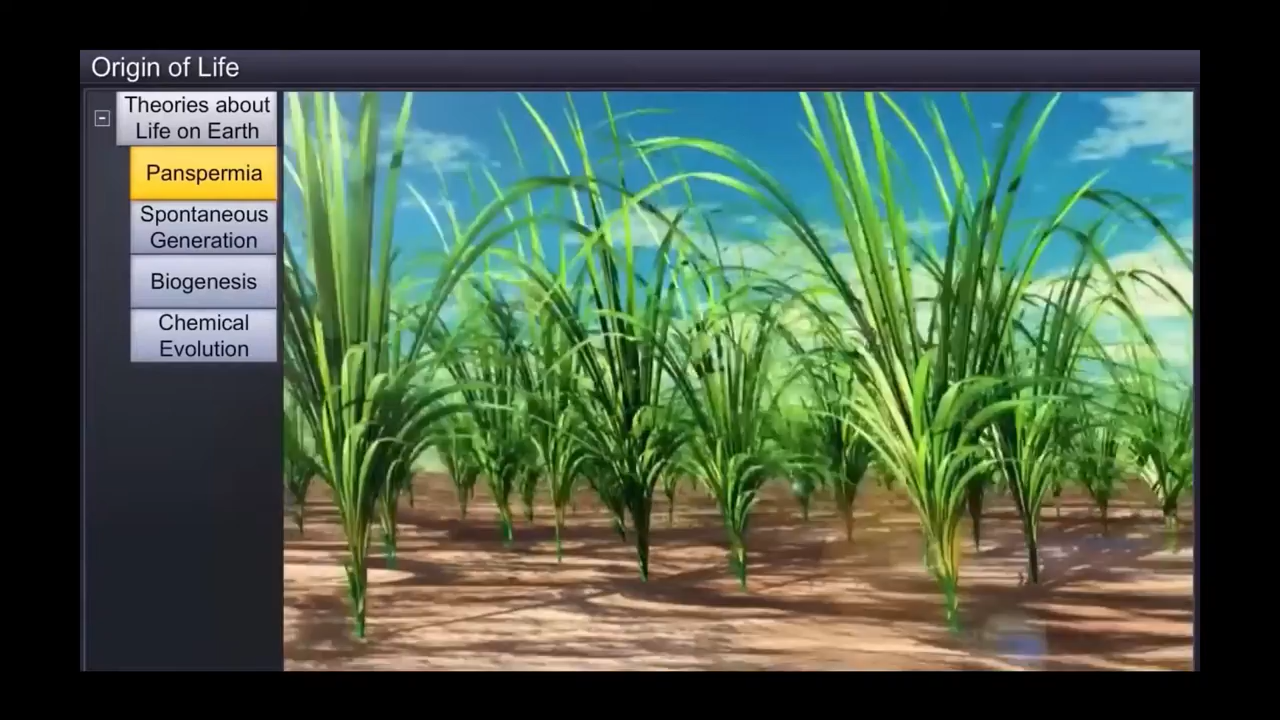 Origin of Life
Theories about
Life on Earth
Panspermia
Spontaneous
Generation
Biogenesis
Chemical
Evolution